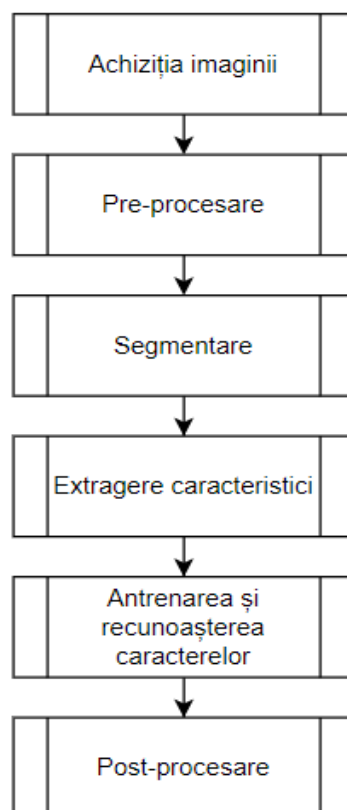 Achiziția imaginii
Pre-procesare
Segmentare
Extragere caracteristici
Antrenarea și
recunoașterea
caracterelor
Post-procesare